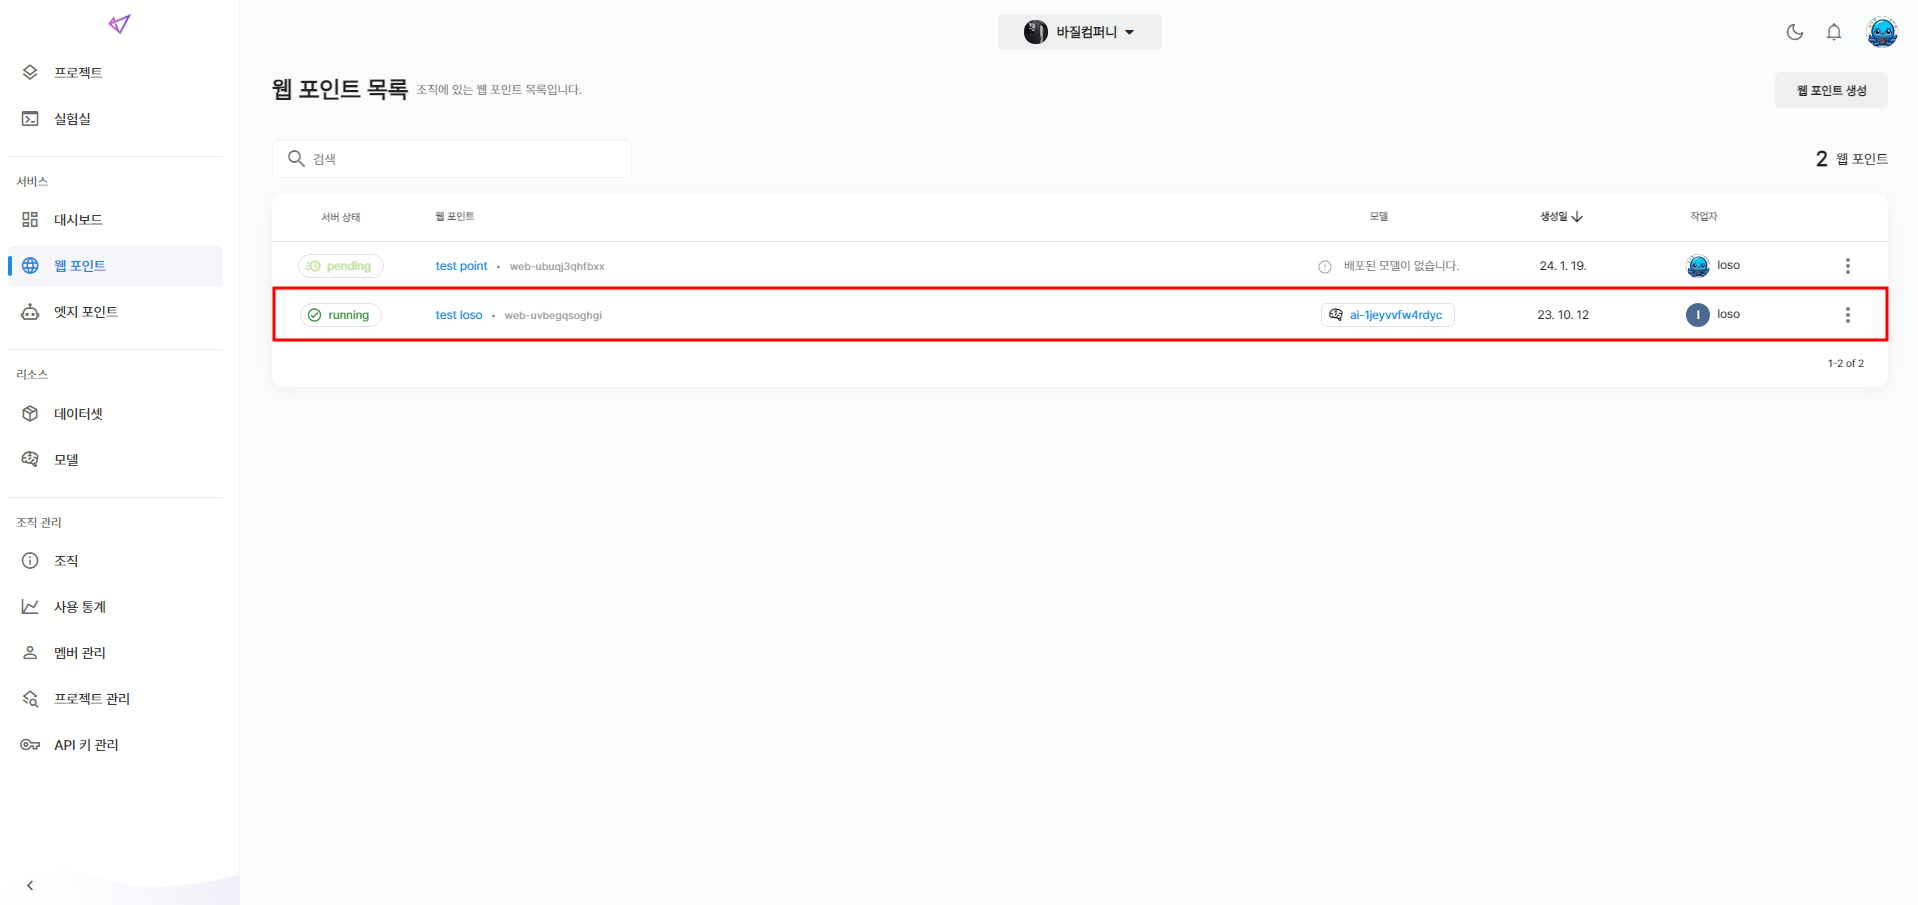 프로젝트
실험실
서비스
대시보드
웹 포인트
엣지 포인트
리소스
데이터셋
모델
조직 관리
조직
사용 통계
멤버 관리
프로젝트 관리
API 키 관리
바질컴퍼니
웹 포인트 목록 조직에 있는 웹 포인트 목록입니다.
웹 포인트 생성
검색
2 웹 포인트
서버 상태 웹 포인트 모델 생성일 작업자
pending test point • web-ubuqj3qhfbxx 배포된 모델이 없습니다. 24. 1. 19. loso
running test loso • web-uvbegqsoghgi ai-1jeyvvfw4rdyc 23. 10. 12 l loso
1-2 of 2